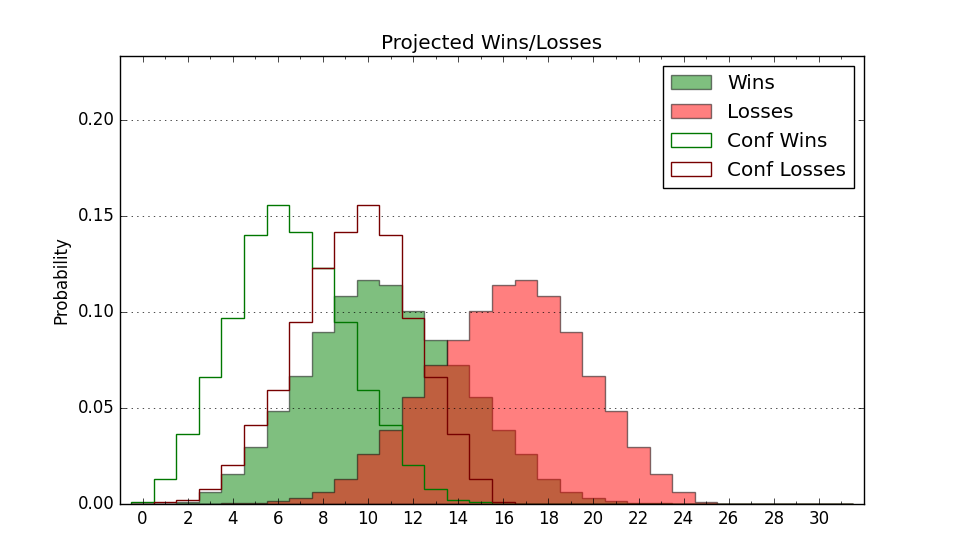 Projected Wins/Losses
Wins
Losses
Conf Wins
Conf Losses
Probability
0.20
0.15
0.10
0.05
0.00
0 2 4 6 8 10 12 14 16 18 20 22 24 26 28 30